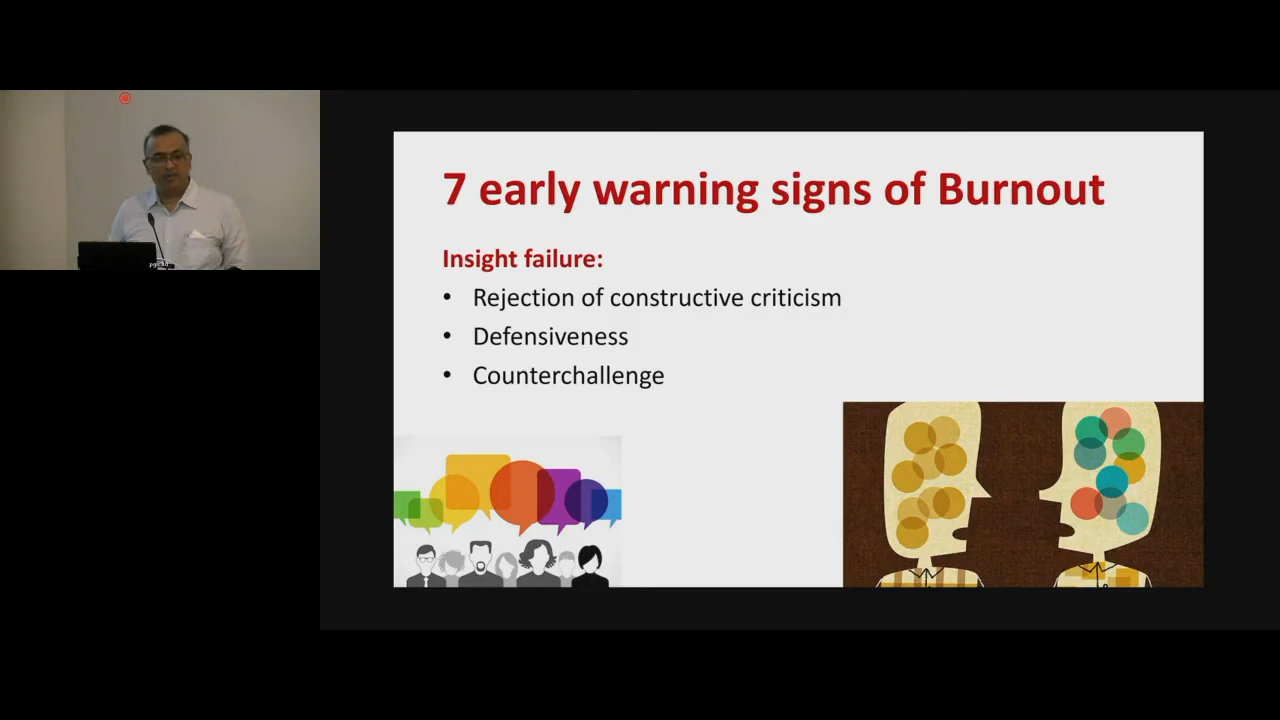 7 early warning signs of Burnout
Insight failure:
• Rejection of constructive criticism
• Defensiveness
• Counterchallenge